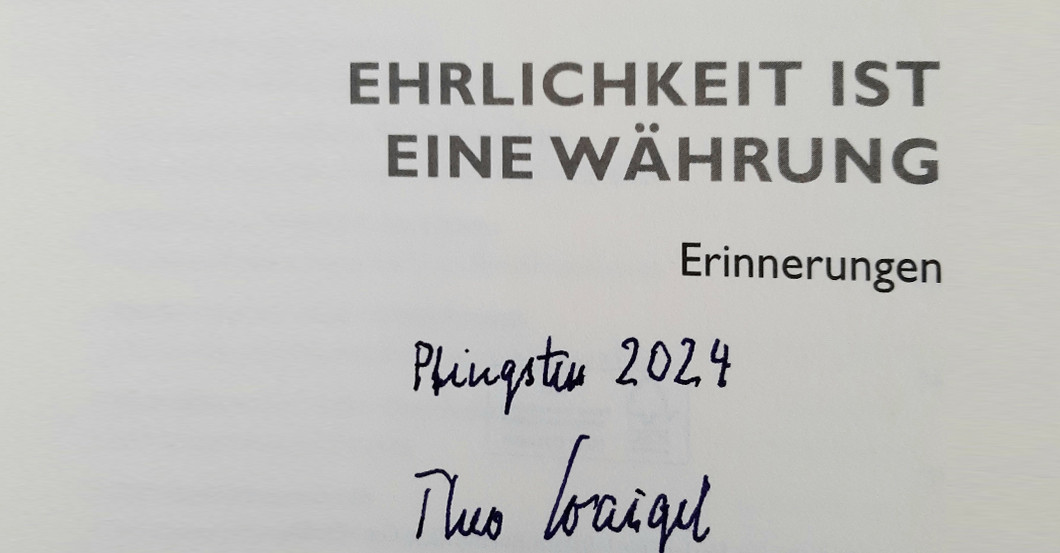 EHRLICHKEIT IST
EINE WÄHRUNG
Erinnerungen
Pfingsten 2024
Theo Waigel